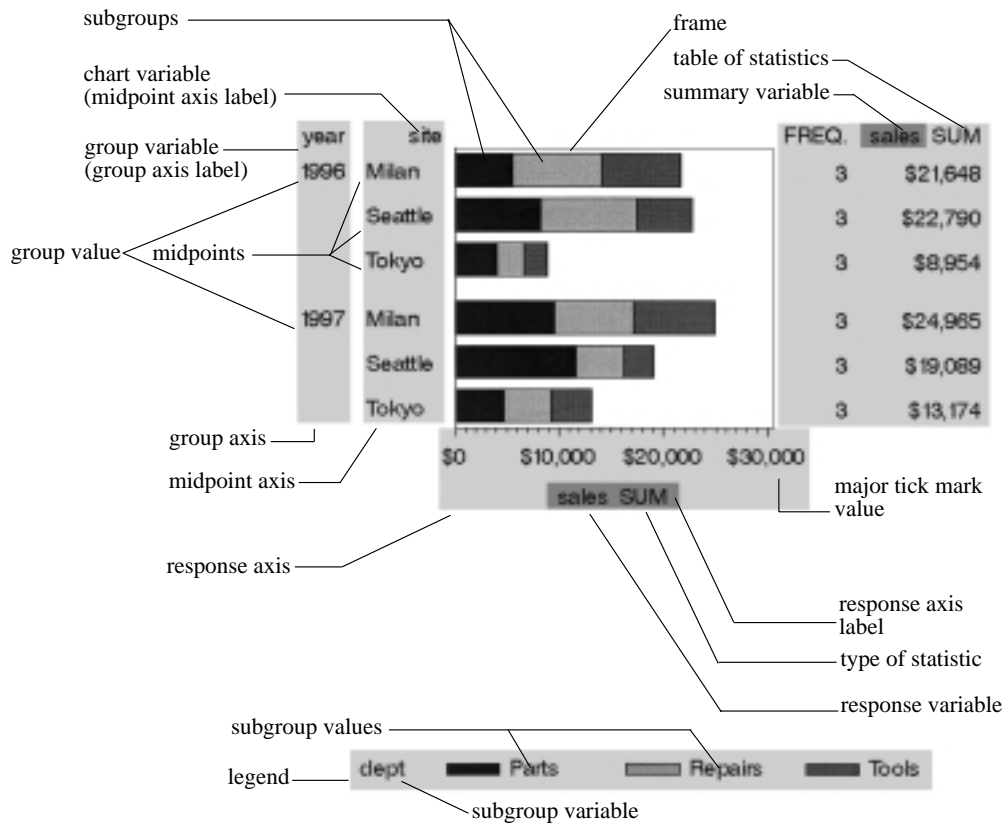 subgroups
frame
table of statistics
chart variable
(midpoint axis label)
summary variable
group variable
(group axis label)
year site FREQ. sales SUM
1996 Milan 3 $21,648
Seattle 3 $22,790
group value midpoints
Tokyo 3 $8,954
1997 Milan 3 $24,965
Seattle 3 $19,089
Tokyo 3 $13,174
group axis
$0 $10,000 $20,000 $30,000
midpoint axis
major tick mark
value
sales SUM
response axis
response axis
label
type of statistic
response variable
subgroup values
legend
dept Parts Repairs Tools
subgroup variable